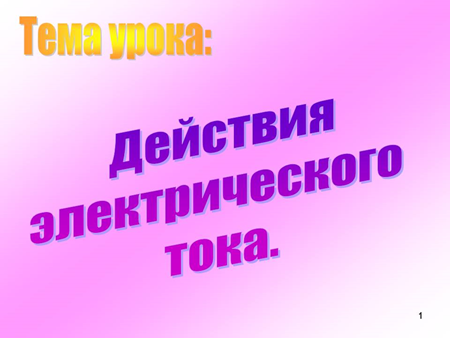 Тема урока:
Действия
электрического
тока.
1